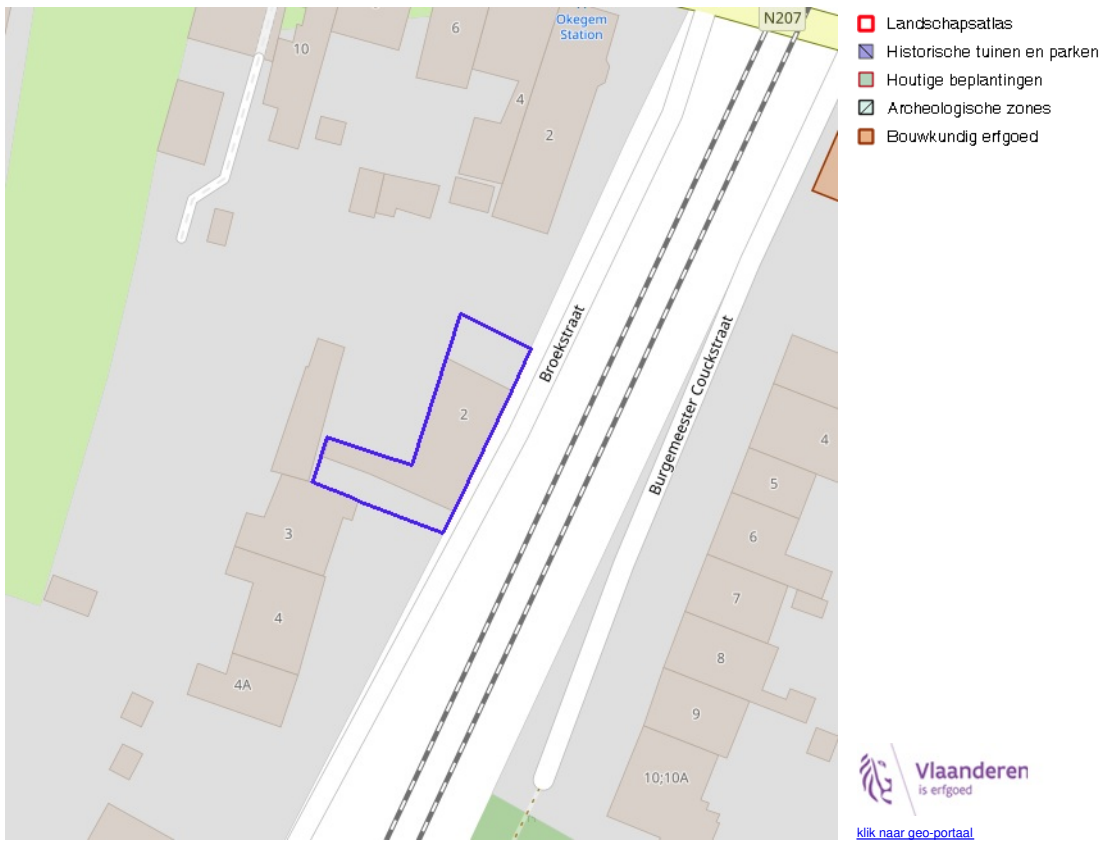 N207
Okegem
Station
6
10
4
2
Broekstraat
2
Burgemeester Couckstraat
4
5
3
6
7
4
8
4A
9
10;10A
Landschapsatlas
Historische tuinen en parken
Houtige beplantingen
Archeologische zones
Bouwkundig erfgoed
Vlaanderen
is erfgoed
klik naar geo-portaal